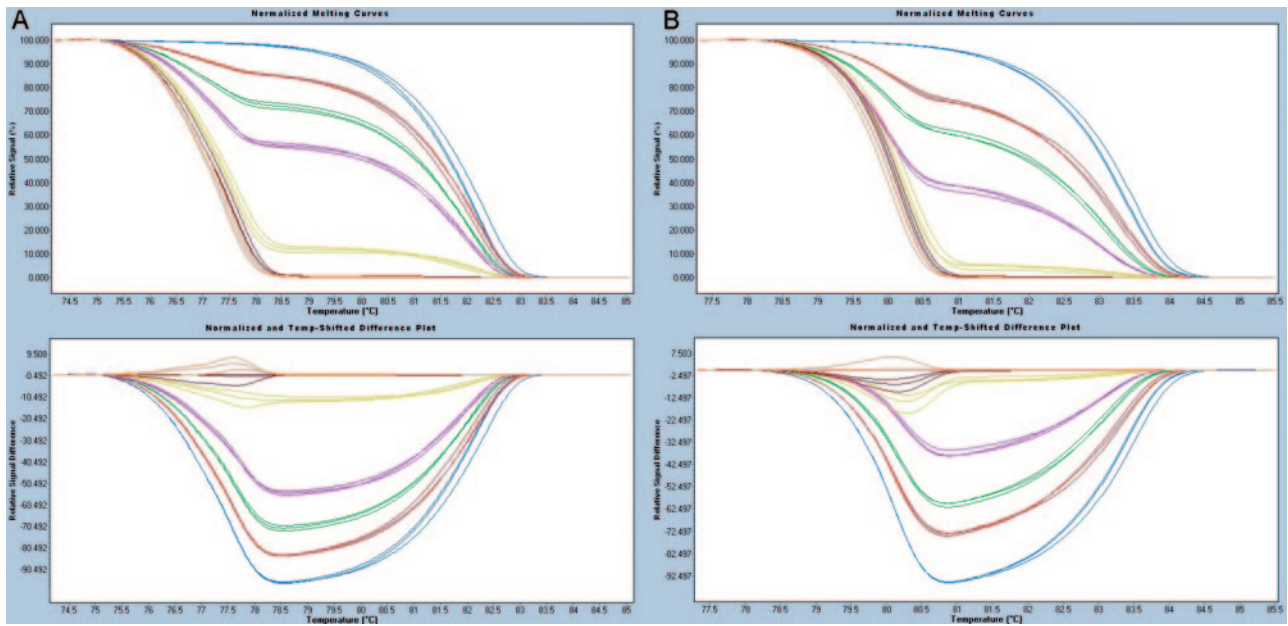 A
Normalized Melting Curves
Relative Signal (%)
100.000
90.000
80.000
70.000
60.000
50.000
40.000
30.000
20.000
10.000
0.000
74.5 75 75.5 76 76.5 77 77.5 78 78.5 79 79.5 80 80.5 81 81.5 82 82.5 83 83.5 84 84.5 85
Temperature [°C]
Normalized and Temp-Shifted Difference Plot
Relative Signal Difference
9.508
-0.492
-10.492
-20.492
-30.492
-40.492
-50.492
-60.492
-70.492
-80.492
-90.492
74.5 75 75.5 76 76.5 77 77.5 78 78.5 79 79.5 80 80.5 81 81.5 82 82.5 83 83.5 84 84.5 85
Temperature [°C]
B
Normalized Melting Curves
Relative Signal (%)
100.000
90.000
80.000
70.000
60.000
50.000
40.000
30.000
20.000
10.000
0.000
77.5 78 78.5 79 79.5 80 80.5 81 81.5 82 82.5 83 83.5 84 84.5 85 85.5
Temperature [°C]
Normalized and Temp-Shifted Difference Plot
Relative Signal Difference
7.503
-2.497
-12.497
-22.497
-32.497
-42.497
-52.497
-62.497
-72.497
-82.497
-92.497
77.5 78 78.5 79 79.5 80 80.5 81 81.5 82 82.5 83 83.5 84 84.5 85 85.5
Temperature [°C]